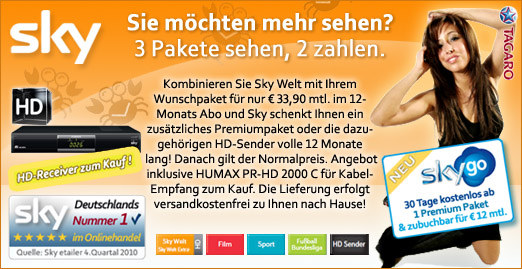 sky
Sie möchten mehr sehen?
3 Pakete sehen, 2 zahlen.
TAGARO
HD
Kombinieren Sie Sky Welt mit Ihrem
Wunschpaket für nur € 33,90 mtl. im 12-
Monats Abo und Sky schenkt Ihnen ein
zusätzliches Premiumpaket oder die dazu-
gehörigen HD-Sender volle 12 Monate
lang! Danach gilt der Normalpreis. Angebot
inklusive HUMAX PR-HD 2000 C für Kabel-
Empfang zum Kauf. Die Lieferung erfolgt
versandkostenfrei zu Ihnen nach Hause!
HD-Receiver zum Kauf!
sky
Deutschlands
Nummer 1
im Onlinehandel
Quelle: Sky etailer 4.Quartal 2010
NEU
sky go
30 Tage kostenlos ab
1 Premium Paket
& zubuchbar für € 12 mtl.
Sky Welt
Sky Welt Extra
Film
Sport
Fußball
Bundesliga
HD Sender